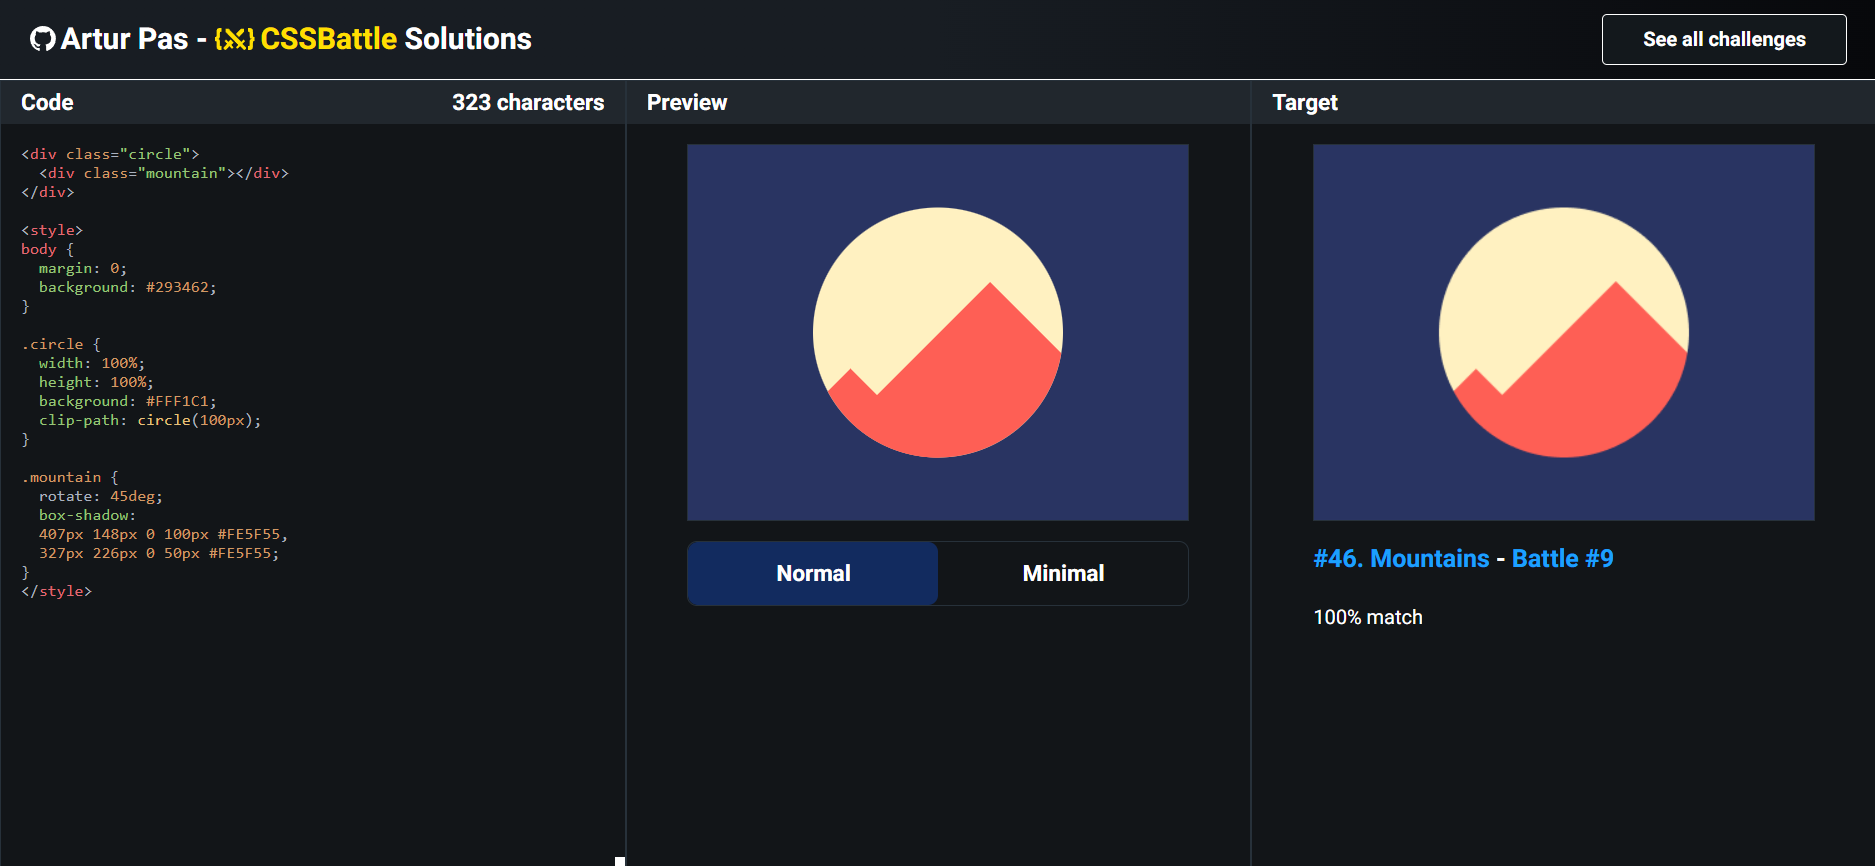 Artur Pas - {X} CSSBattle Solutions
See all challenges
Code
323 characters
Preview
Target
<div class="circle">
  <div class="mountain"></div>
</div>
<style>
body {
  margin: 0;
  background: #293462;
}
.circle {
  width: 100%;
  height: 100%;
  background: #FFF1C1;
  clip-path: circle(100px);
}
.mountain {
  rotate: 45deg;
  box-shadow:
  407px 148px 0 100px #FE5F55,
  327px 226px 0 50px #FE5F55;
}
</style>
Normal
Minimal
#46. Mountains - Battle #9
100% match